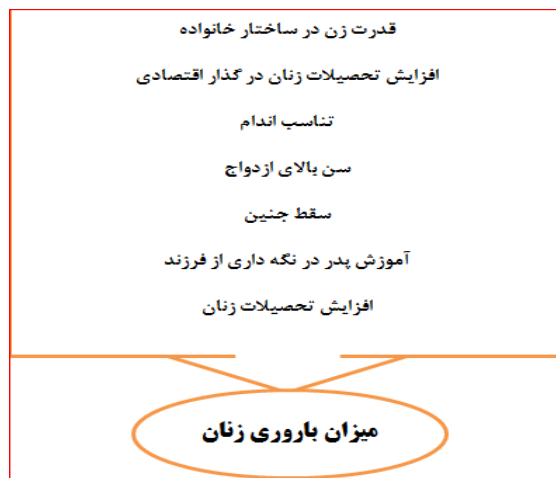 قدرت زن در ساختار خانواده
افزایش تحصیلات زنان در گذار اقتصادی
تناسب اندام
سن بالای ازدواج
سقط جنین
آموزش پدر در نگه داری از فرزند
افزایش تحصیلات زنان
میزان باروری زنان